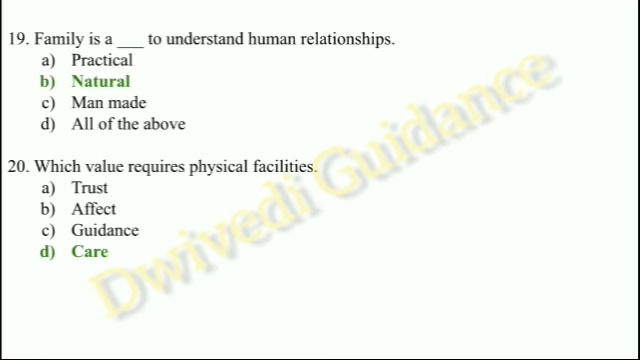 19. Family is a ___ to understand human relationships.
a) Practical
b) Natural
c) Man made
d) All of the above
20. Which value requires physical facilities.
a) Trust
b) Affect
c) Guidance
d) Care
Dwivedi Guidance